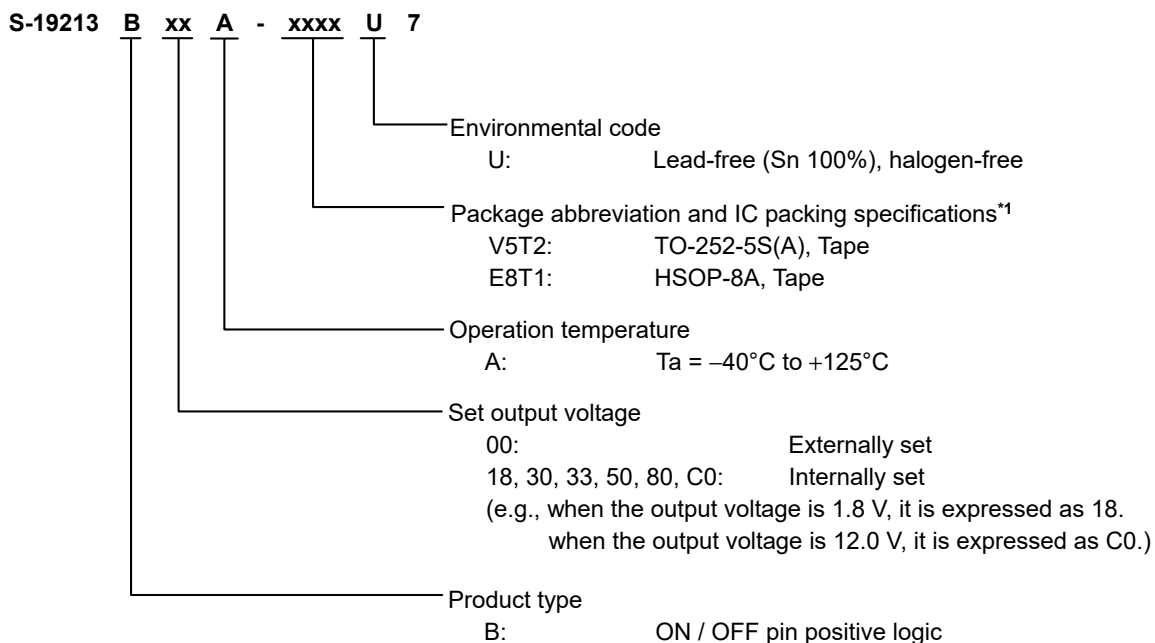 S-19213 B xx A - xxxx U 7
Environmental code
U: Lead-free (Sn 100%), halogen-free
Package abbreviation and IC packing specifications*1
V5T2: TO-252-5S(A), Tape
E8T1: HSOP-8A, Tape
Operation temperature
A: Ta = −40°C to +125°C
Set output voltage
00: Externally set
18, 30, 33, 50, 80, C0: Internally set
(e.g., when the output voltage is 1.8 V, it is expressed as 18.
when the output voltage is 12.0 V, it is expressed as C0.)
Product type
B: ON / OFF pin positive logic